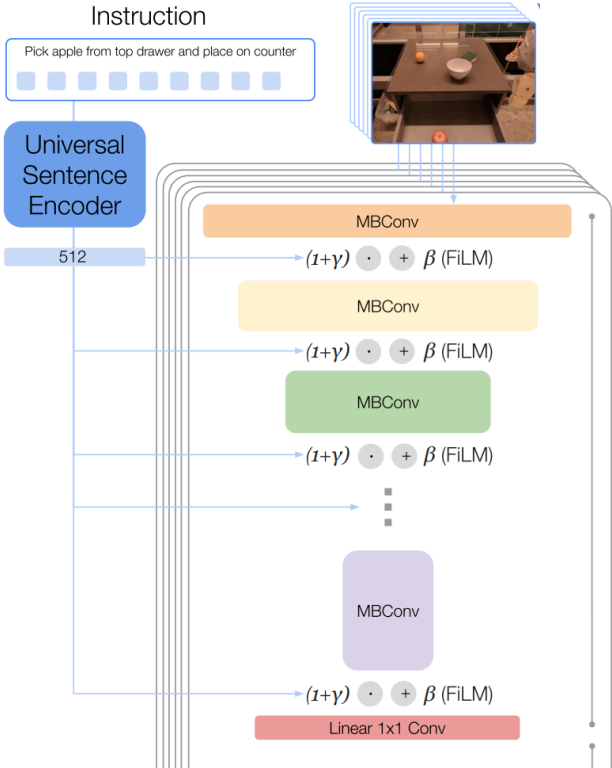 Instruction
Pick apple from top drawer and place on counter
Universal
Sentence
Encoder
512
MBConv
(1+γ) · + β (FiLM)
MBConv
(1+γ) · + β (FiLM)
MBConv
(1+γ) · + β (FiLM)
MBConv
(1+γ) · + β (FiLM)
Linear 1x1 Conv